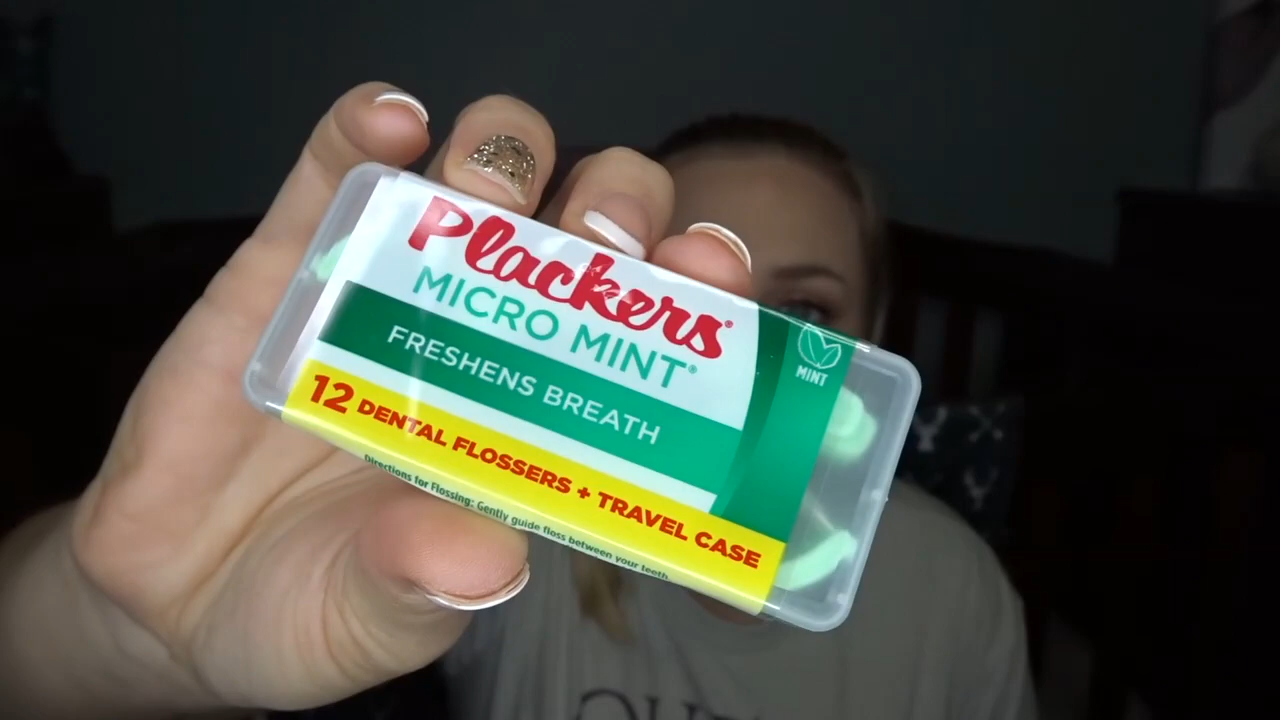 Plackers®
MICRO MINT®
FRESHENS BREATH
MINT
12 DENTAL FLOSSERS + TRAVEL CASE
Directions for Flossing: Gently guide floss between your teeth.